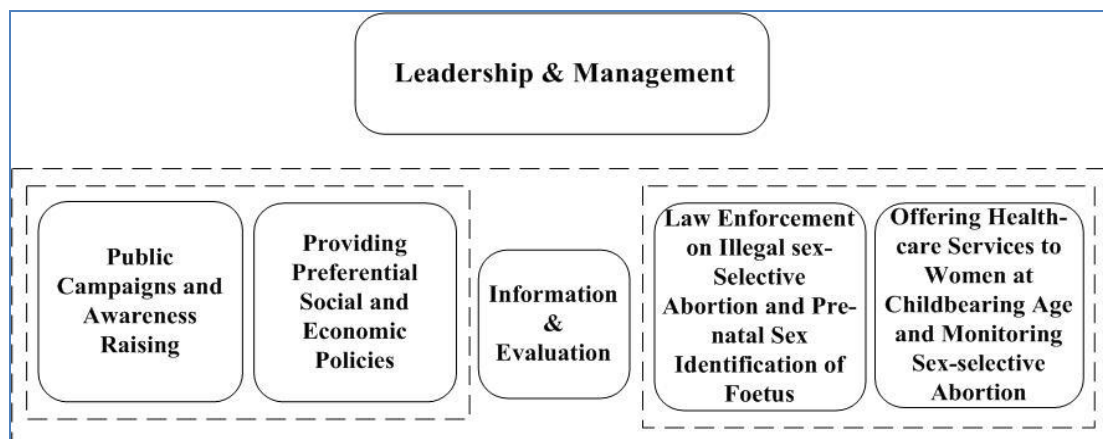 Leadership & Management
Public
Campaigns and
Awareness
Raising
Providing
Preferential
Social and
Economic
Policies
Information
&
Evaluation
Law Enforcement
on Illegal sex-
Selective
Abortion and Pre-
natal Sex
Identification of
Foetus
Offering Health-
care Services to
Women at
Childbearing Age
and Monitoring
Sex-selective
Abortion